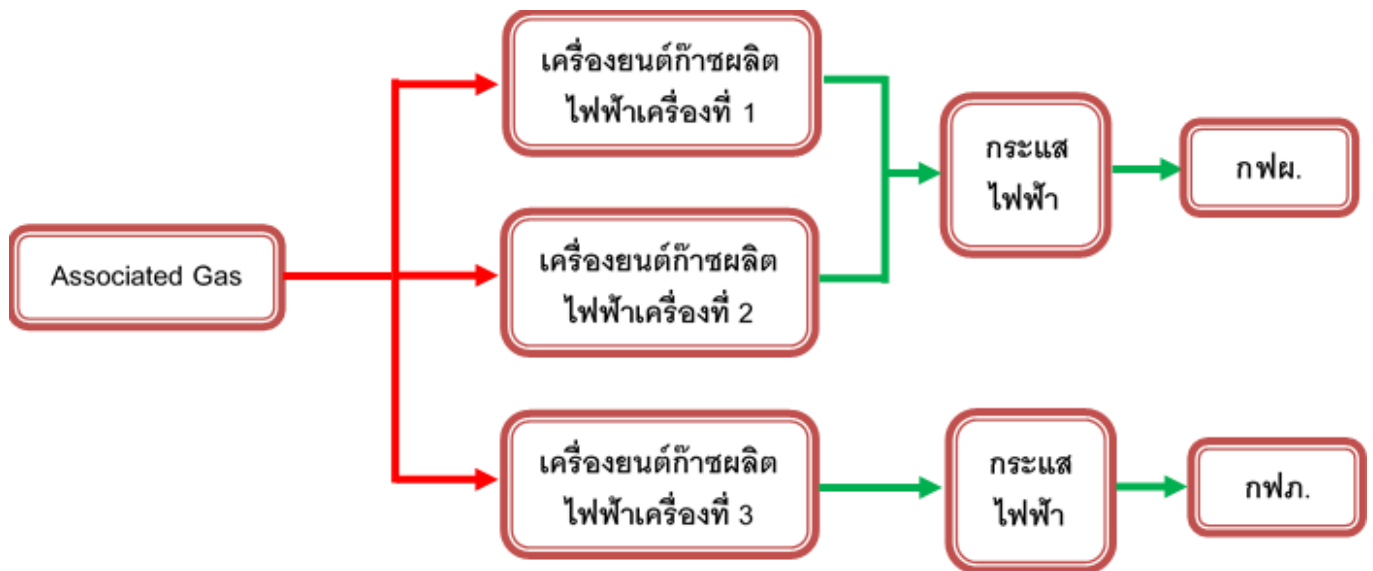 Associated Gas
เครื่องยนต์ก๊าซผลิต
ไฟฟ้าเครื่องที่ 1
เครื่องยนต์ก๊าซผลิต
ไฟฟ้าเครื่องที่ 2
เครื่องยนต์ก๊าซผลิต
ไฟฟ้าเครื่องที่ 3
กระแส
ไฟฟ้า
กฟผ.
กระแส
ไฟฟ้า
กฟภ.